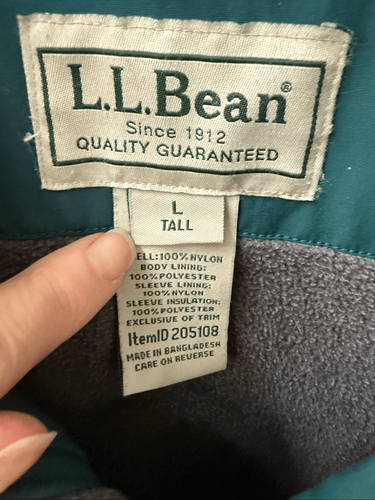 L.L.Bean®
Since 1912
QUALITY GUARANTEED
L
TALL
ELL: 100% NYLON
BODY LINING:
100% POLYESTER
SLEEVE LINING:
100% NYLON
SLEEVE INSULATION:
100% POLYESTER
EXCLUSIVE OF TRIM
ItemID 205108
MADE IN BANGLADESH
CARE ON REVERSE